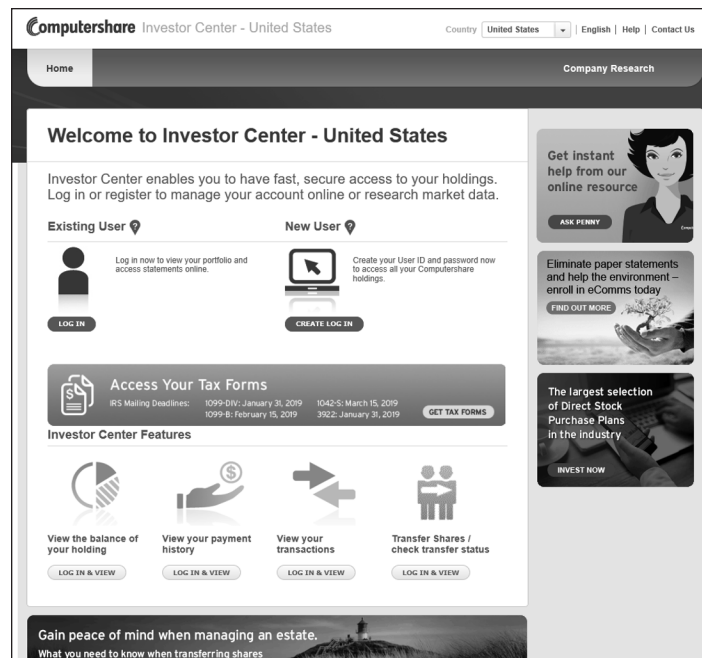 Computershare Investor Center - United States
Country United States | English | Help | Contact Us
Home
Company Research
Welcome to Investor Center - United States
Investor Center enables you to have fast, secure access to your holdings.
Log in or register to manage your account online or research market data.
Existing User ?
Log in now to view your portfolio and
access statements online.
LOG IN
New User ?
Create your User ID and password now
to access all your Computershare
holdings.
CREATE LOG IN
$
Access Your Tax Forms
IRS Mailing Deadlines: 1099-DIV: January 31, 2019 1042-S: March 15, 2019
1099-B: February 15, 2019 3922: January 31, 2019
GET TAX FORMS
Investor Center Features
$
View the balance of
your holding
LOG IN & VIEW
View your payment
history
LOG IN & VIEW
View your
transactions
LOG IN & VIEW
Transfer Shares /
check transfer status
LOG IN & VIEW
Get instant
help from our
online resource
ASK PENNY
Eliminate paper statements
and help the environment –
enroll in eComms today
FIND OUT MORE
The largest selection
of Direct Stock
Purchase Plans
in the industry
INVEST NOW
Gain peace of mind when managing an estate.
What you need to know when transferring shares